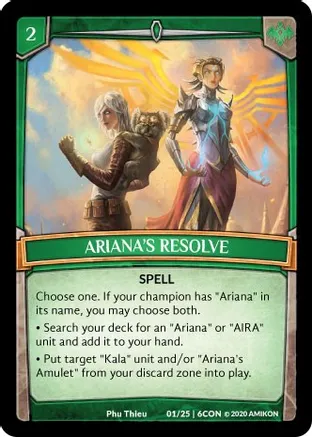 2
ARIANA'S RESOLVE
SPELL
Choose one. If your champion has "Ariana" in
its name, you may choose both.
• Search your deck for an "Ariana" or "AIRA"
unit and add it to your hand.
• Put target "Kala" unit and/or "Ariana's
Amulet" from your discard zone into play.
Phu Thieu 01/25 | 6CON © 2020 AMIKON